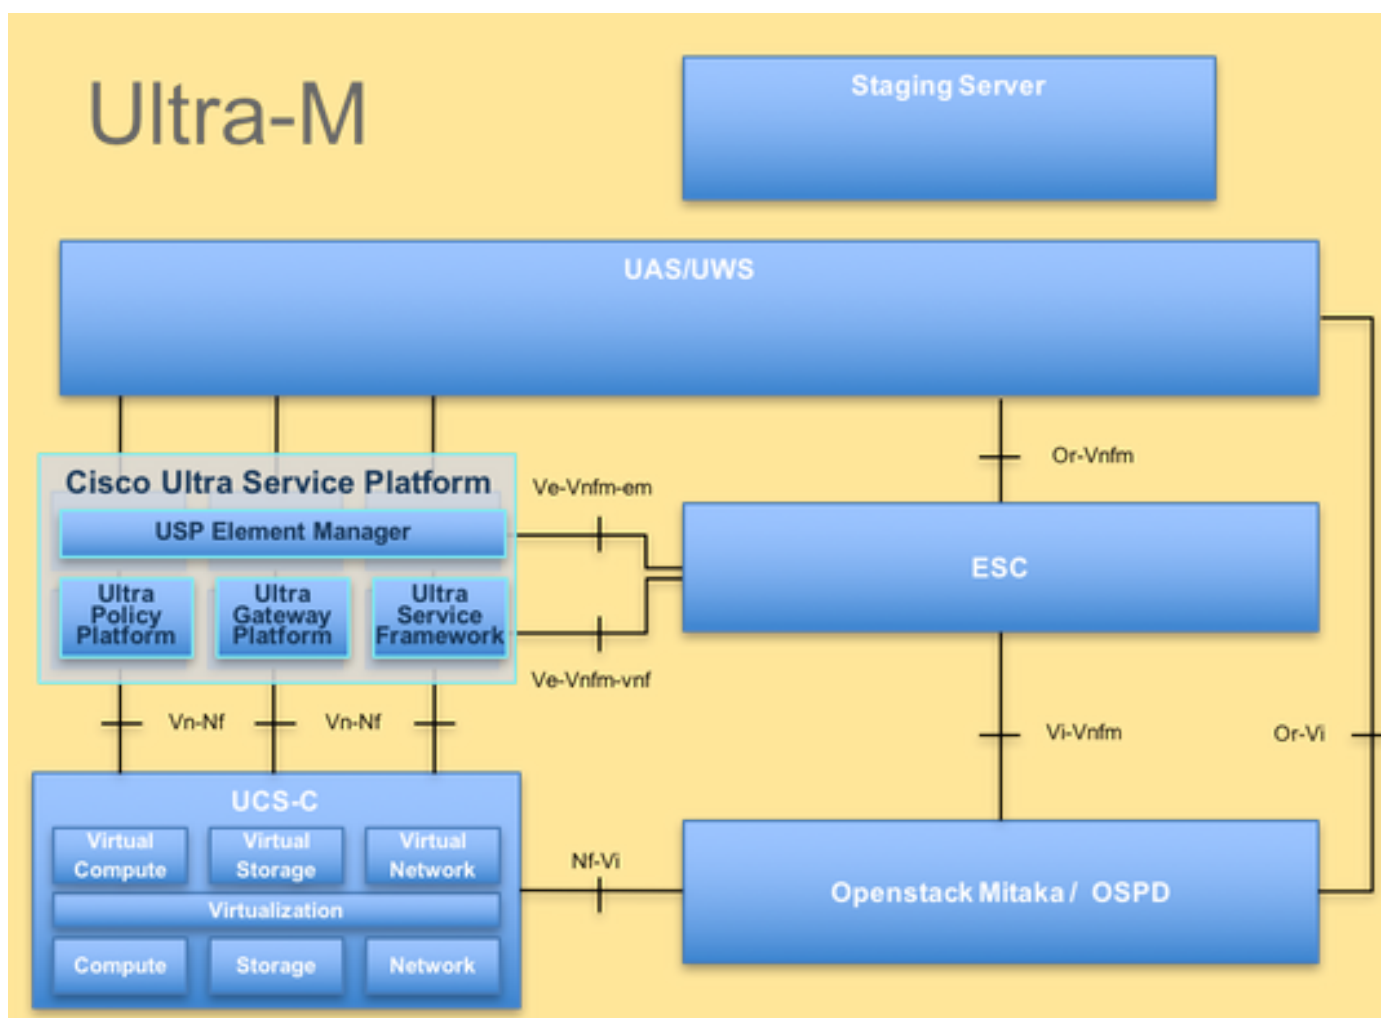 Ultra-M
Staging Server
UAS/UWS
Or-Vnfm
Cisco Ultra Service Platform
Ve-Vnfm-em
USP Element Manager
ESC
Ultra
Policy
Platform
Ultra
Gateway
Platform
Ultra
Service
Framework
Ve-Vnfm-vnf
Vn-Nf
Vn-Nf
Vi-Vnfm
Or-Vi
UCS-C
Virtual
Compute
Virtual
Storage
Virtual
Network
Nf-Vi
Openstack Mitaka / OSPD
Virtualization
Compute
Storage
Network